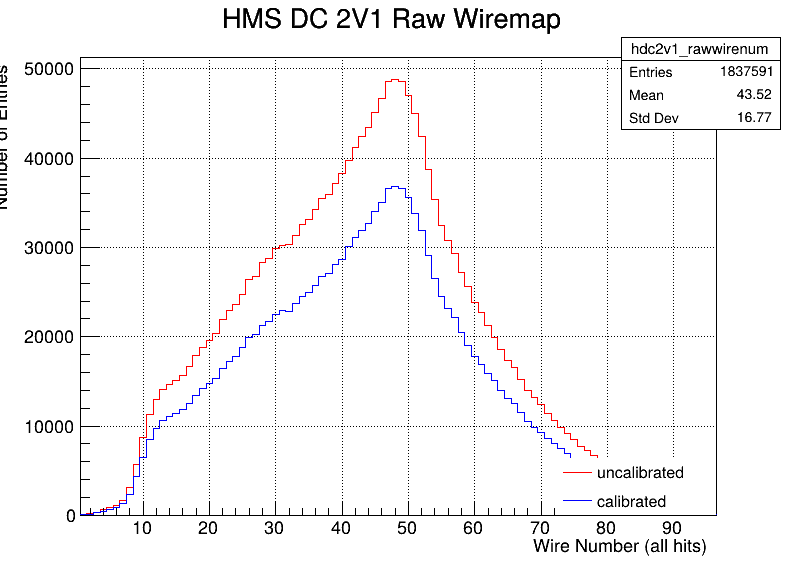 HMS DC 2V1 Raw Wiremap
hdc2v1_rawwirenum
Entries 1837591
Mean 43.52
Std Dev 16.77
Number of Entries
50000
40000
30000
20000
10000
0
uncalibrated
calibrated
10 20 30 40 50 60 70 80 90
Wire Number (all hits)